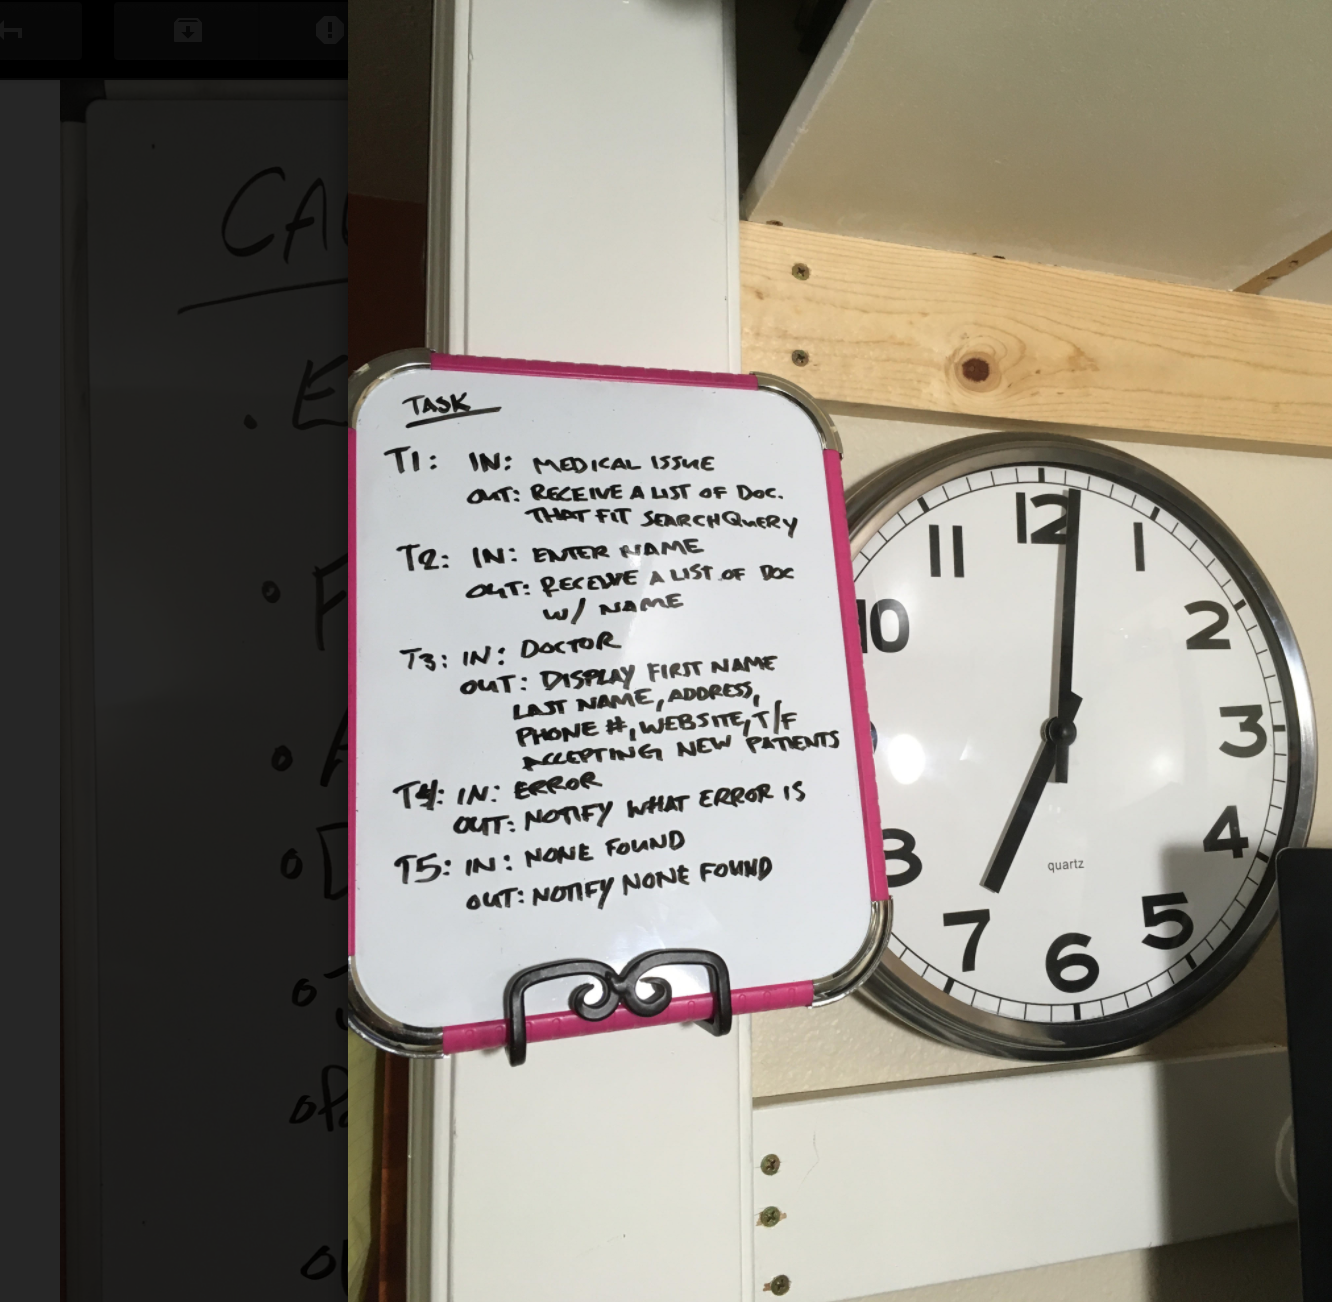 TASK
T1: IN: MEDICAL ISSUE
OUT: RECEIVE A LIST OF DOC.
THAT FIT SEARCH QUERY
T2: IN: ENTER NAME
OUT: RECEIVE A LIST OF DOC
W/ NAME
T3: IN: DOCTOR
OUT: DISPLAY FIRST NAME
LAST NAME, ADDRESS,
PHONE #, WEBSITE, T/F
ACCEPTING NEW PATIENTS
T4: IN: ERROR
OUT: NOTIFY WHAT ERROR IS
T5: IN: NONE FOUND
OUT: NOTIFY NONE FOUND
12
11
1
10
2
3
8
4
quartz
7
5
6